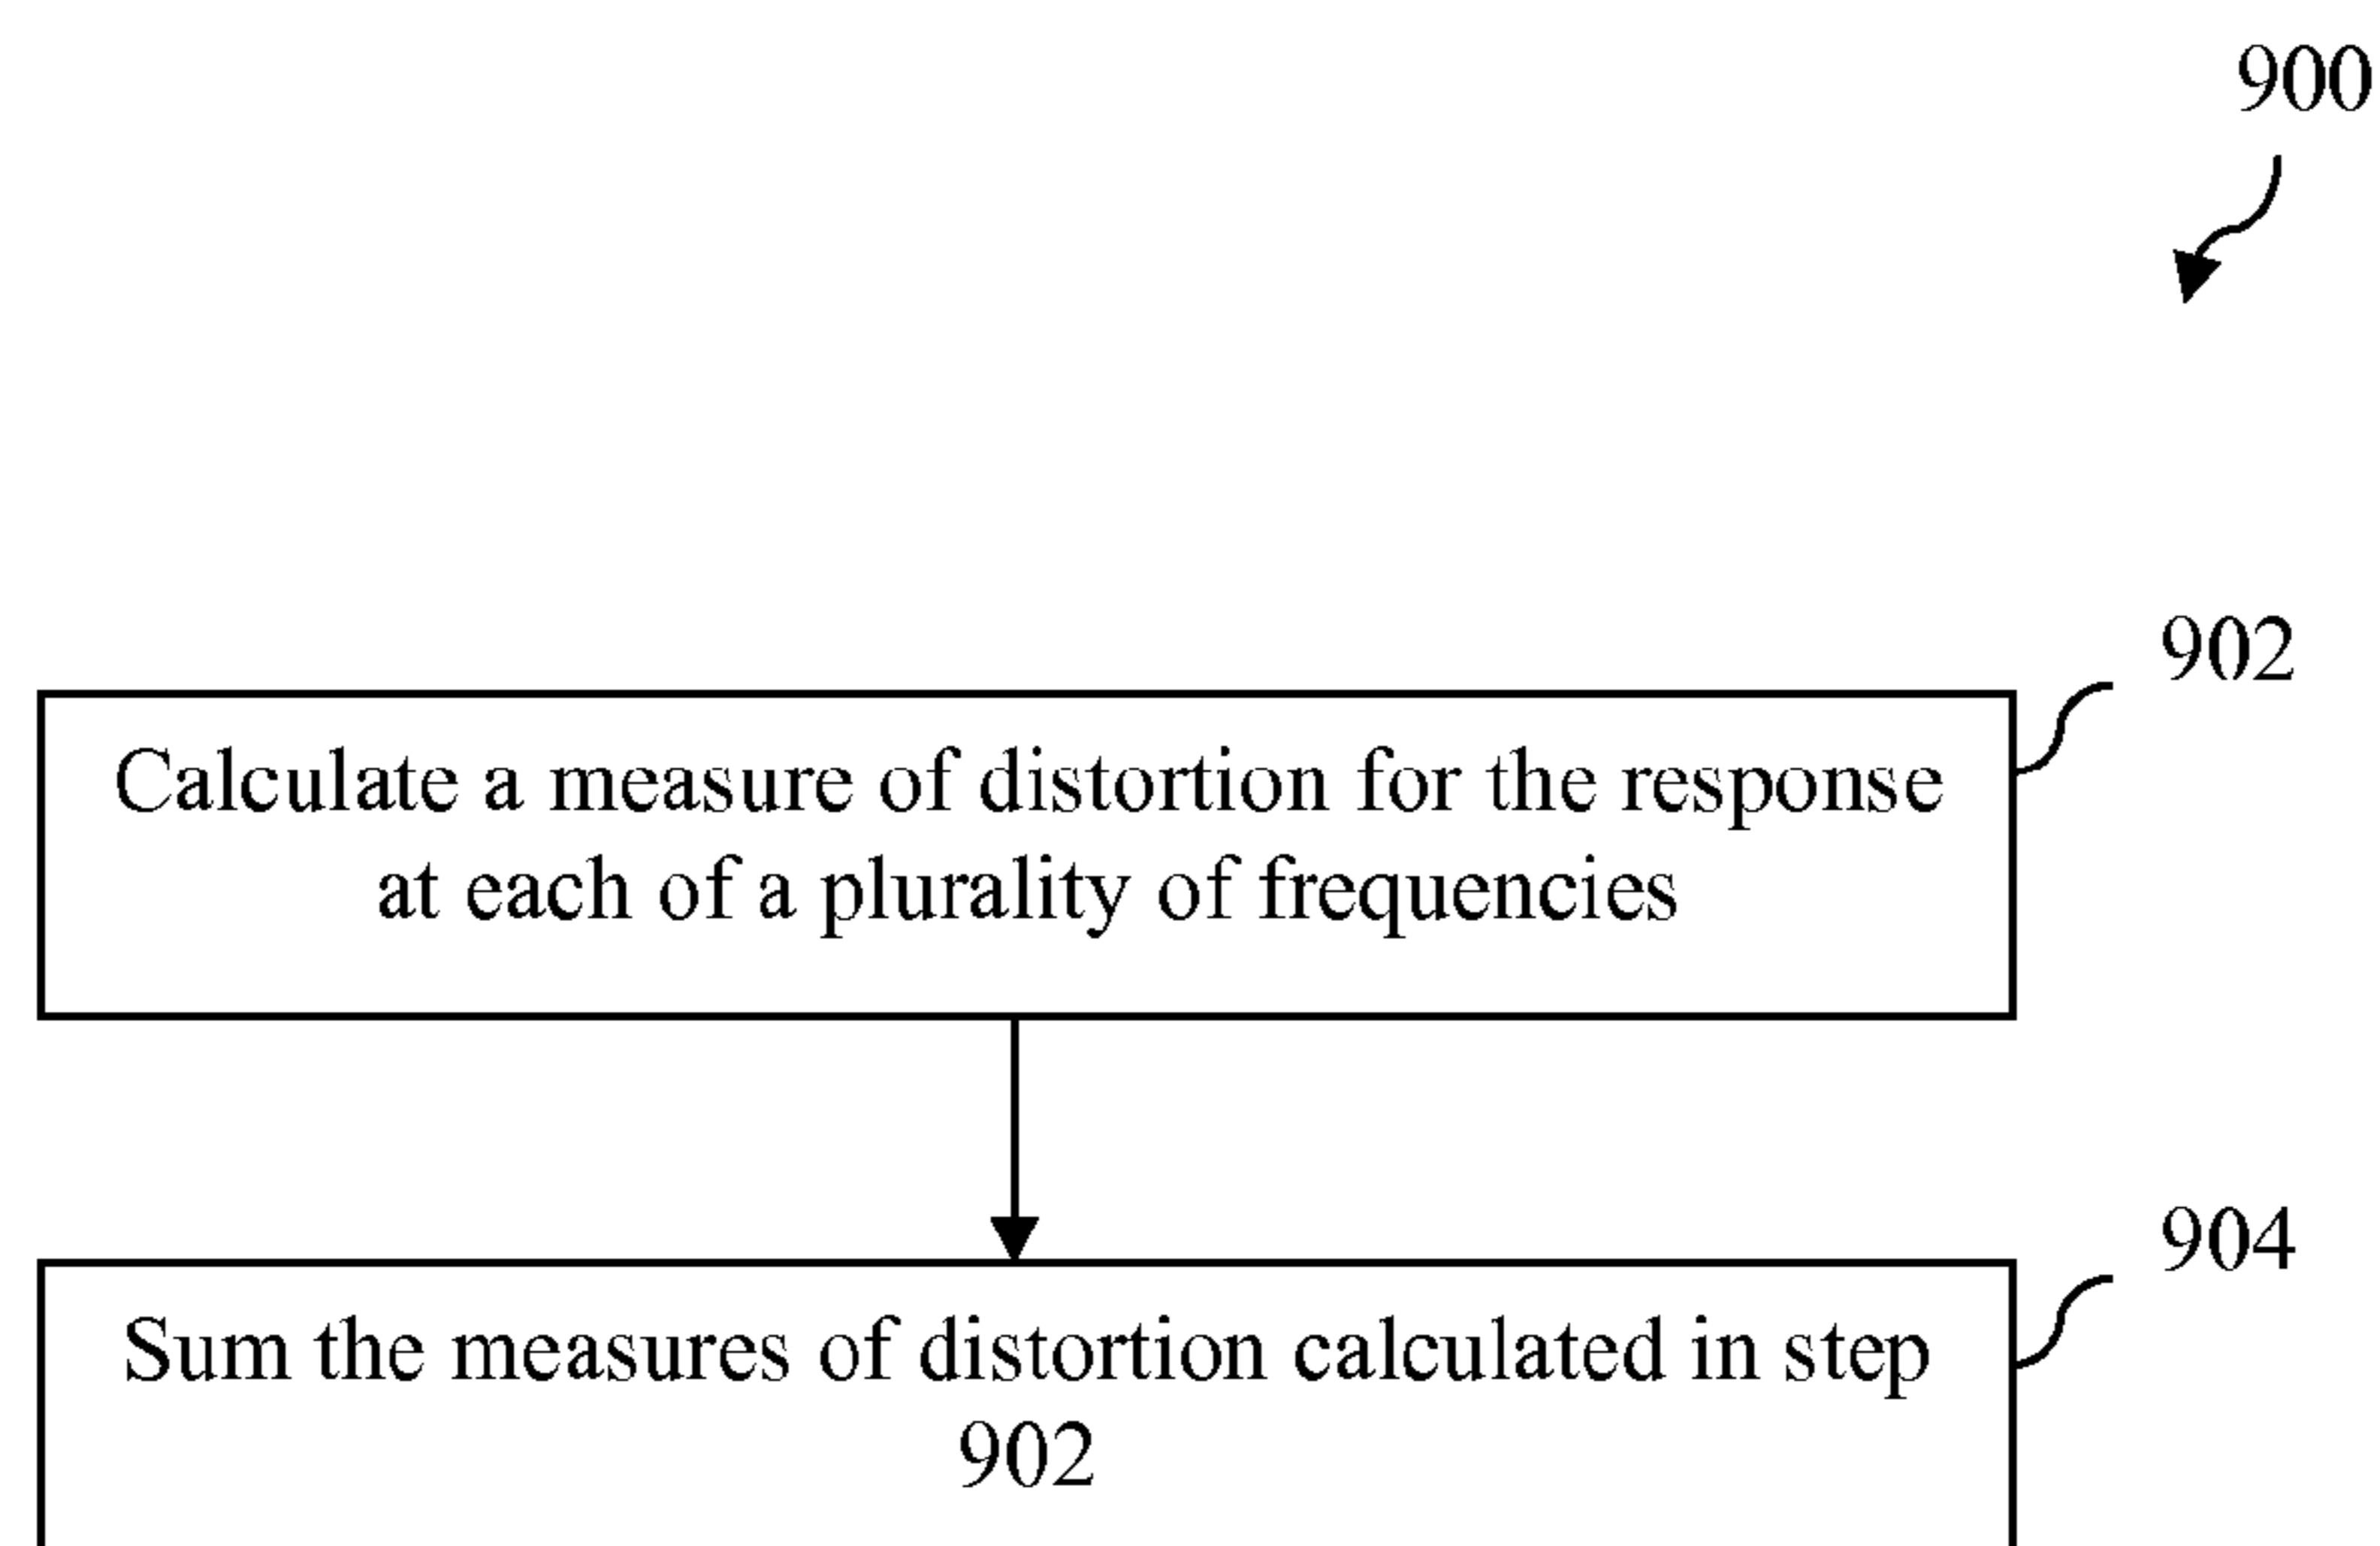 900
902
Calculate a measure of distortion for the response
at each of a plurality of frequencies
904
Sum the measures of distortion calculated in step
902